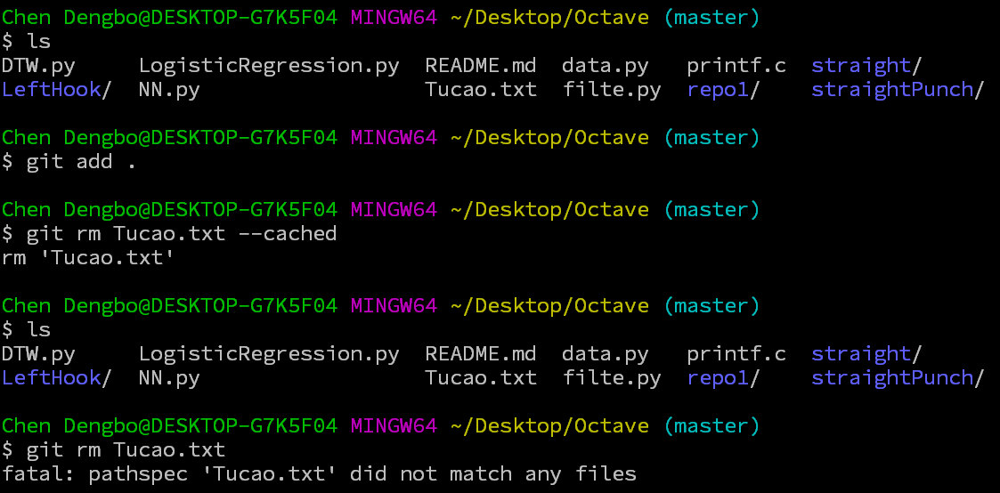 Chen Dengbo@DESKTOP-G7K5F04 MINGW64 ~/Desktop/Octave (master)
$ ls
DTW.py     LogisticRegression.py  README.md  data.py   printf.c  straight/
LeftHook/  NN.py                  Tucao.txt  filte.py  repo1/    straightPunch/

Chen Dengbo@DESKTOP-G7K5F04 MINGW64 ~/Desktop/Octave (master)
$ git add .

Chen Dengbo@DESKTOP-G7K5F04 MINGW64 ~/Desktop/Octave (master)
$ git rm Tucao.txt --cached
rm 'Tucao.txt'

Chen Dengbo@DESKTOP-G7K5F04 MINGW64 ~/Desktop/Octave (master)
$ ls
DTW.py     LogisticRegression.py  README.md  data.py   printf.c  straight/
LeftHook/  NN.py                  Tucao.txt  filte.py  repo1/    straightPunch/

Chen Dengbo@DESKTOP-G7K5F04 MINGW64 ~/Desktop/Octave (master)
$ git rm Tucao.txt
fatal: pathspec 'Tucao.txt' did not match any files